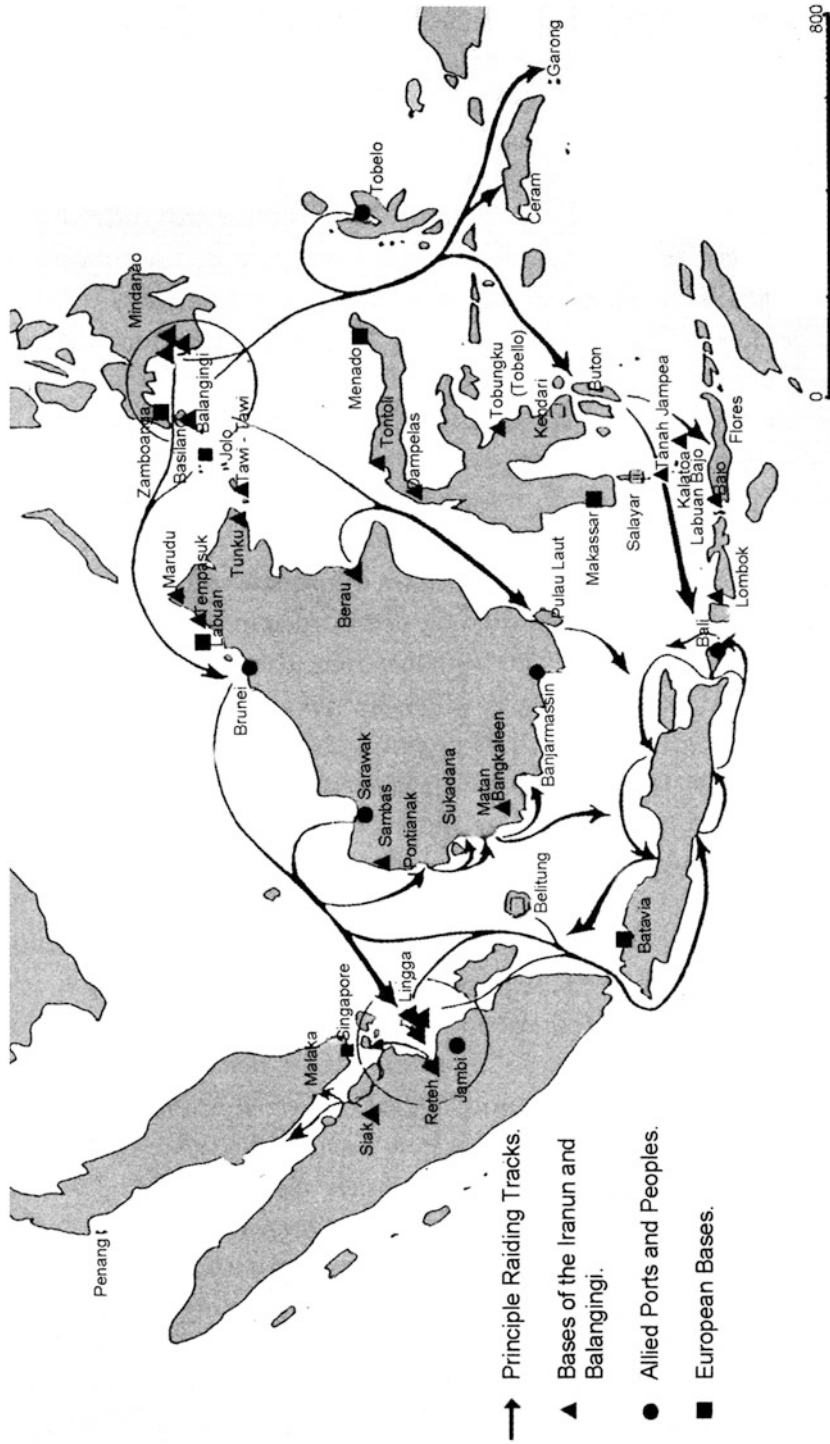 Mindanao
Zamboanga
Basilan
Balangingi
Jolo
Tawi - Tawi
Marudu
Tempasuk
Labuan
Tunku
Brunei
Berau
Sarawak
Sambas
Pontianak
Sukadana
Matan
Bangkaleen
Banjarmassin
Pulau Laut
Tobelo
Menado
Tontoli
Dampelas
Tobungku
(Tobello)
Kendari
Buton
Makassar
Salayar
Tanah Jampea
Kalatoa
Labuan Bajo
Bajo
Flores
Lombok
Bali
Ceram
Garong
Penang
Malaka
Singapore
Lingga
Siak
Reteh
Jambi
Belitung
Batavia
Principle Raiding Tracks.
Bases of the Iranun and
Balangingi.
Allied Ports and Peoples.
European Bases.
0
800